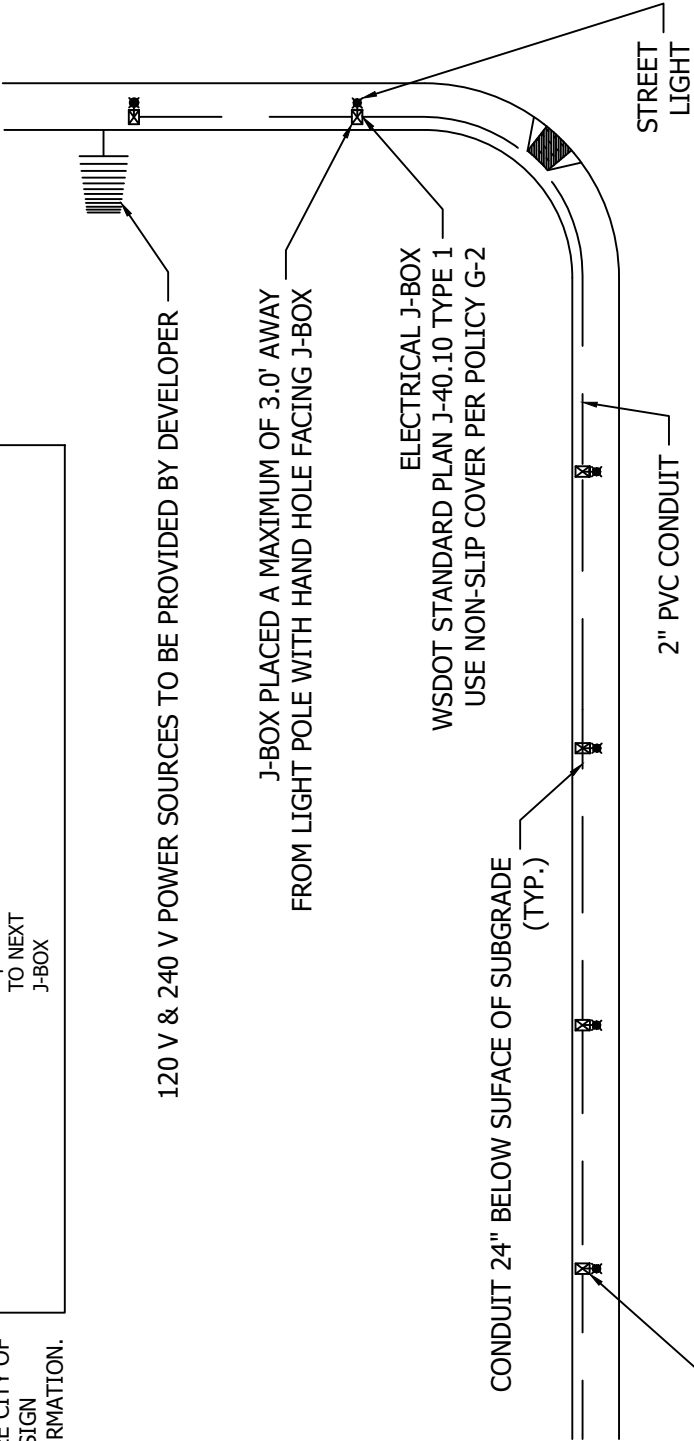 TO NEXT
J-BOX
CITY OF
RMATION.
120 V & 240 V POWER SOURCES TO BE PROVIDED BY DEVELOPER
J-BOX PLACED A MAXIMUM OF 3.0' AWAY
FROM LIGHT POLE WITH HAND HOLE FACING J-BOX
ELECTRICAL J-BOX
WSDOT STANDARD PLAN J-40.10 TYPE 1
USE NON-SLIP COVER PER POLICY G-2
STREET
LIGHT
CONDUIT 24" BELOW SUFACE OF SUBGRADE
(TYP.)
2" PVC CONDUIT